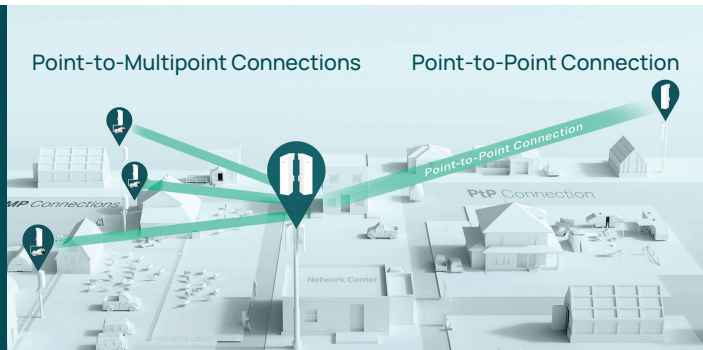 Point-to-Multipoint Connections
Point-to-Point Connection
Point-to-Point Connection
PtP Connection
MP Connections
Network Center